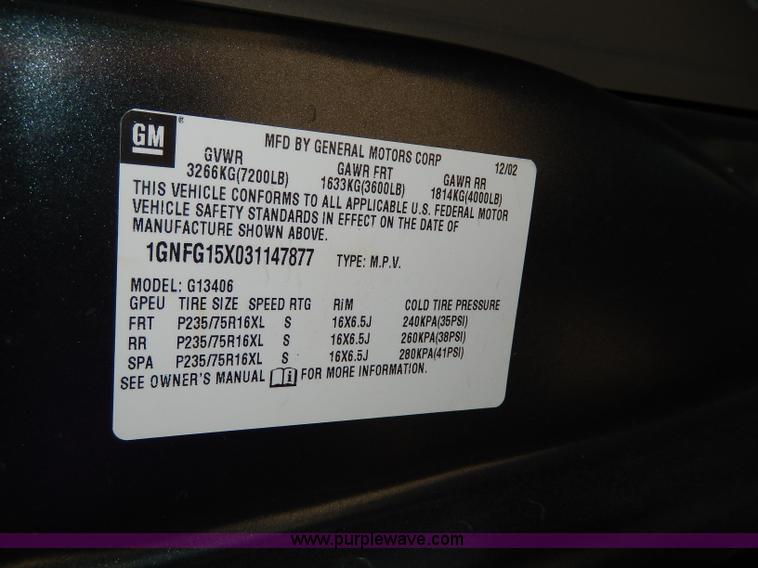 GM
MFD BY GENERAL MOTORS CORP 12/02
GVWR GAWR FRT GAWR RR
3266KG(7200LB) 1633KG(3600LB) 1814KG(4000LB)
THIS VEHICLE CONFORMS TO ALL APPLICABLE U.S. FEDERAL MOTOR
VEHICLE SAFETY STANDARDS IN EFFECT ON THE DATE OF
MANUFACTURE SHOWN ABOVE.
1GNFG15X031147877 TYPE: M.P.V.
MODEL: G13406
GPEU TIRE SIZE SPEED RTG RiM COLD TIRE PRESSURE
FRT P235/75R16XL S 16X6.5J 240KPA(35PSI)
RR P235/75R16XL S 16X6.5J 260KPA(38PSI)
SPA P235/75R16XL S 16X6.5J 280KPA(41PSI)
SEE OWNER'S MANUAL FOR MORE INFORMATION.
www.purplewave.com